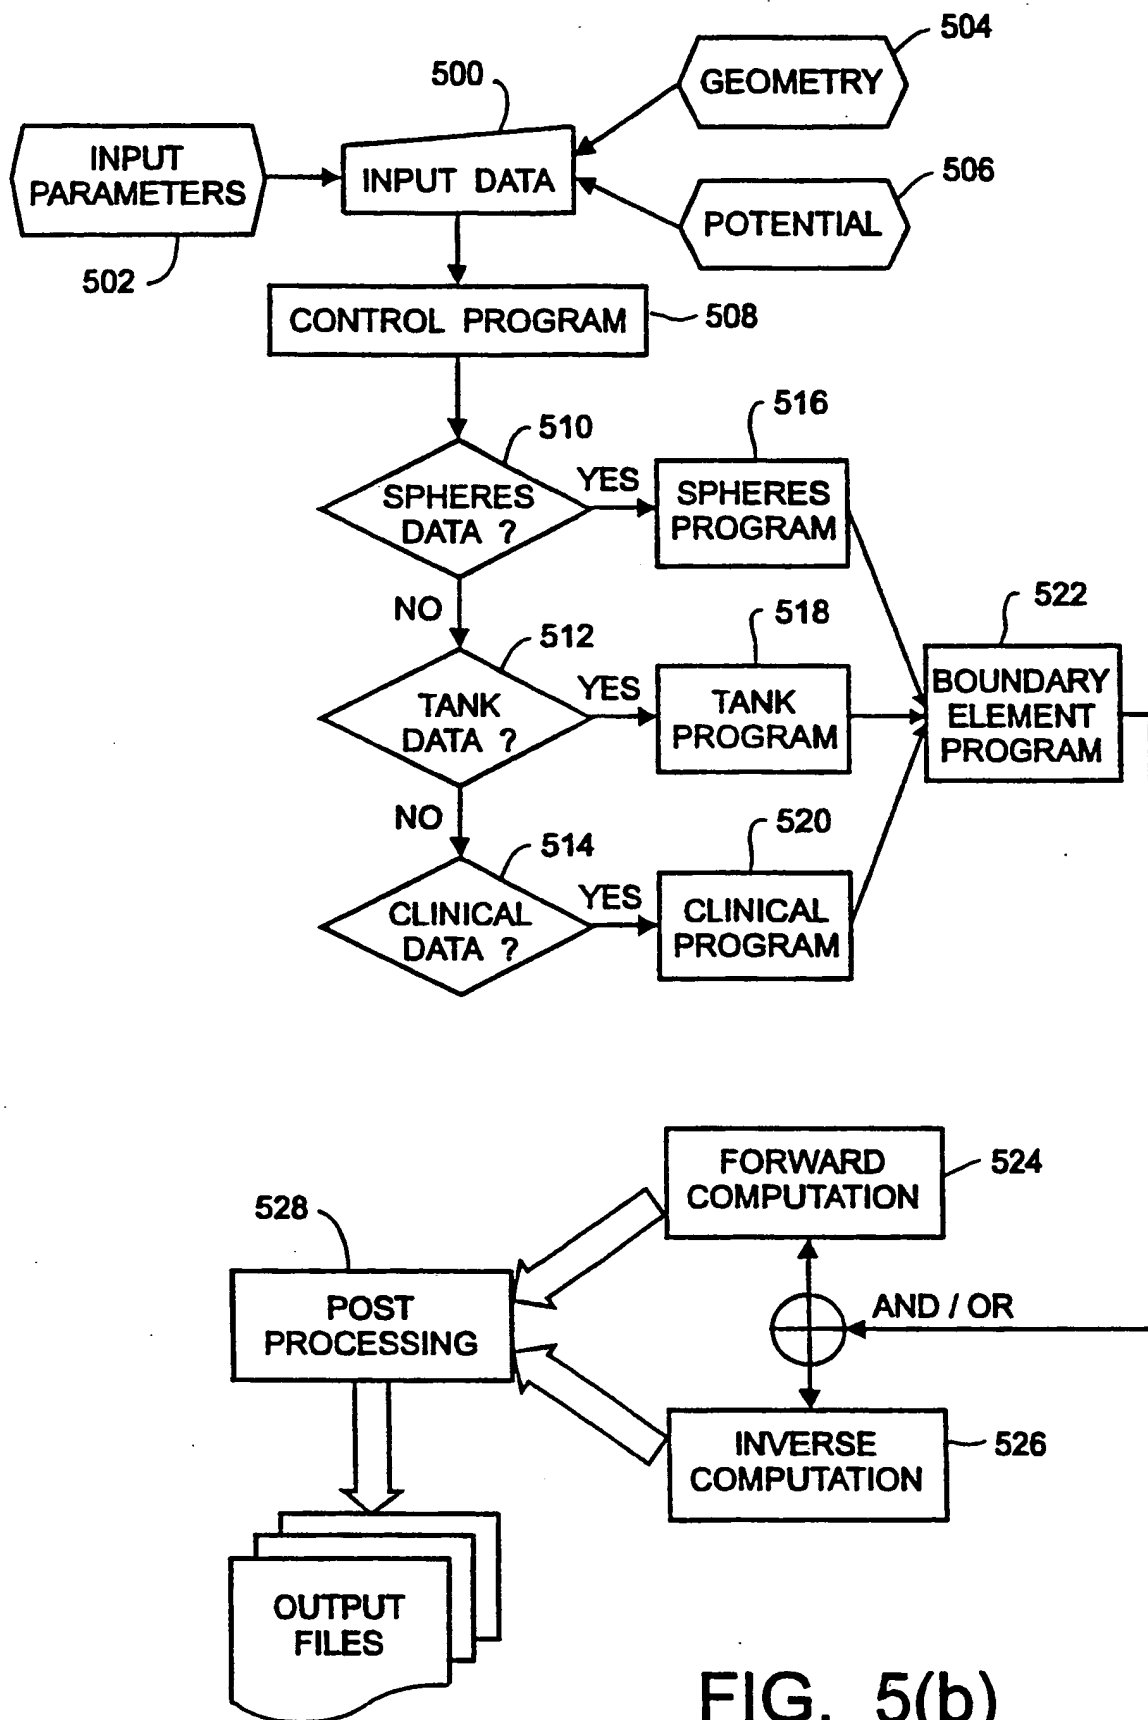 504
GEOMETRY
500
INPUT
PARAMETERS
INPUT DATA
506
POTENTIAL
502
CONTROL PROGRAM
508
516
510
SPHERES
DATA ?
YES
SPHERES
PROGRAM
NO
512
518
522
TANK
DATA ?
YES
TANK
PROGRAM
BOUNDARY
ELEMENT
PROGRAM
NO
514
520
CLINICAL
DATA ?
YES
CLINICAL
PROGRAM
FORWARD
COMPUTATION
524
528
POST
PROCESSING
AND / OR
INVERSE
COMPUTATION
526
OUTPUT
FILES
FIG. 5(b)